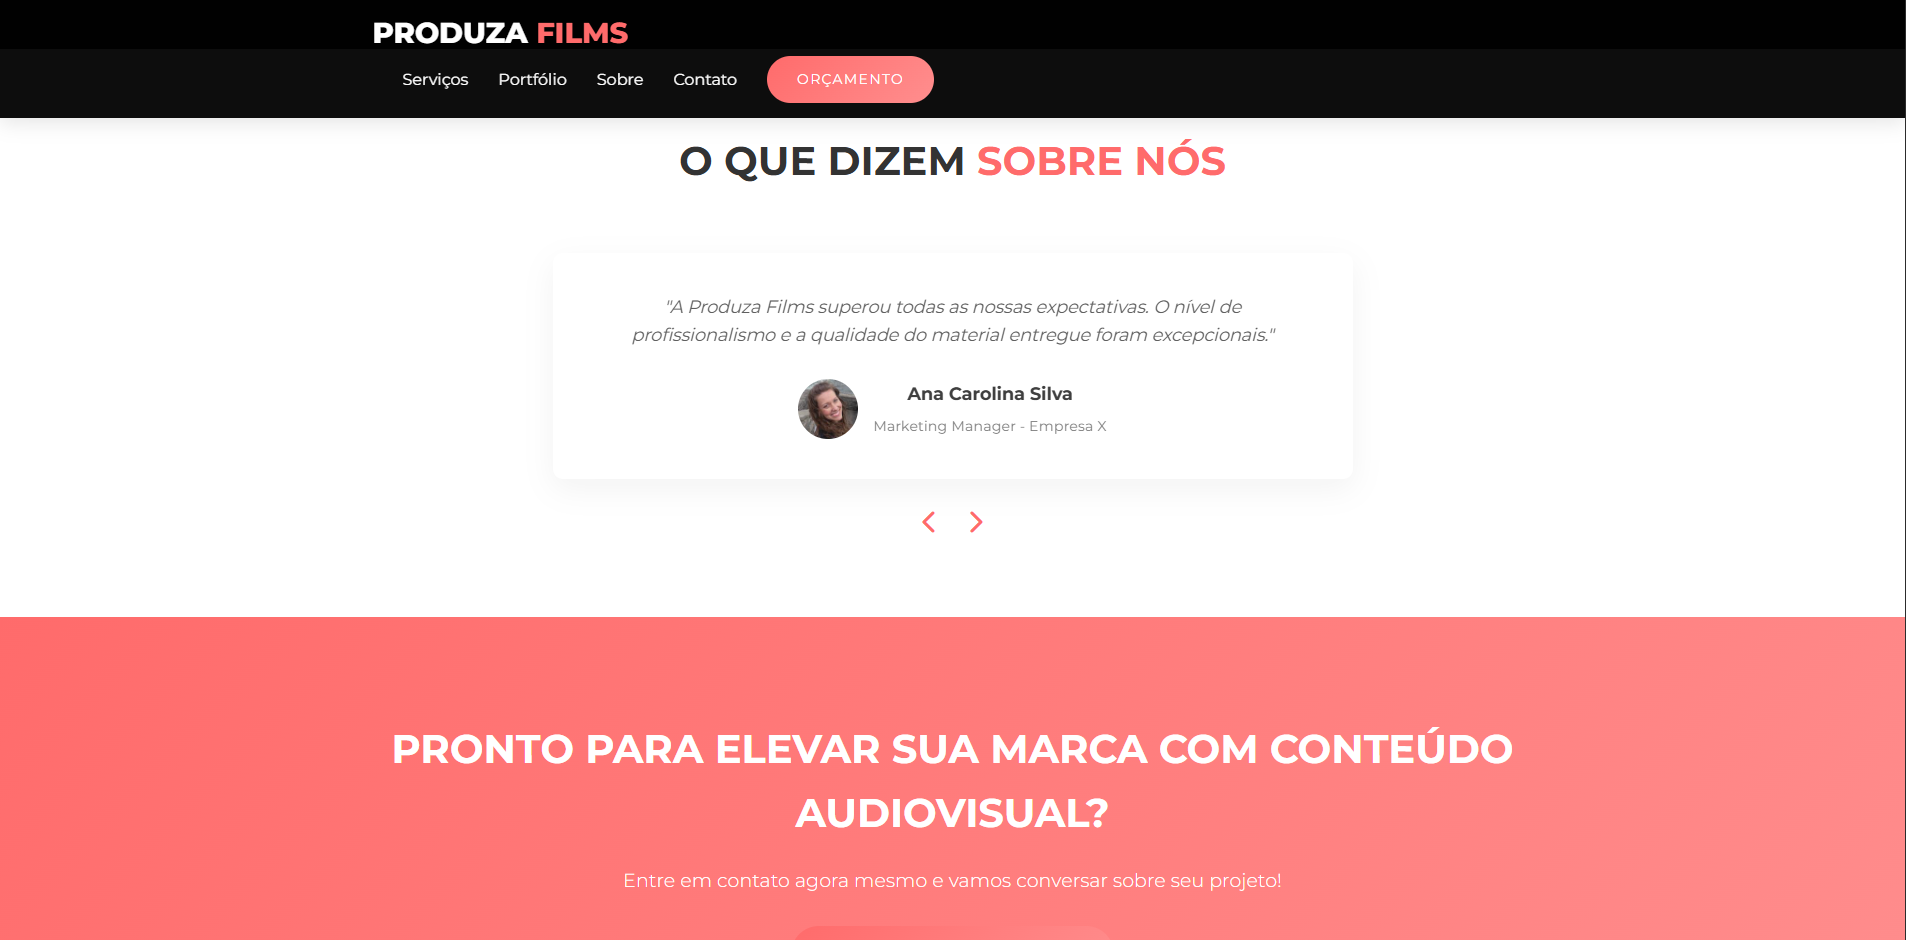 PRODUZA FILMS
Serviços Portfólio Sobre Contato ORÇAMENTO
O QUE DIZEM SOBRE NÓS
"A Produza Films superou todas as nossas expectativas. O nível de
profissionalismo e a qualidade do material entregue foram excepcionais."
Ana Carolina Silva
Marketing Manager - Empresa X
PRONTO PARA ELEVAR SUA MARCA COM CONTEÚDO
AUDIOVISUAL?
Entre em contato agora mesmo e vamos conversar sobre seu projeto!